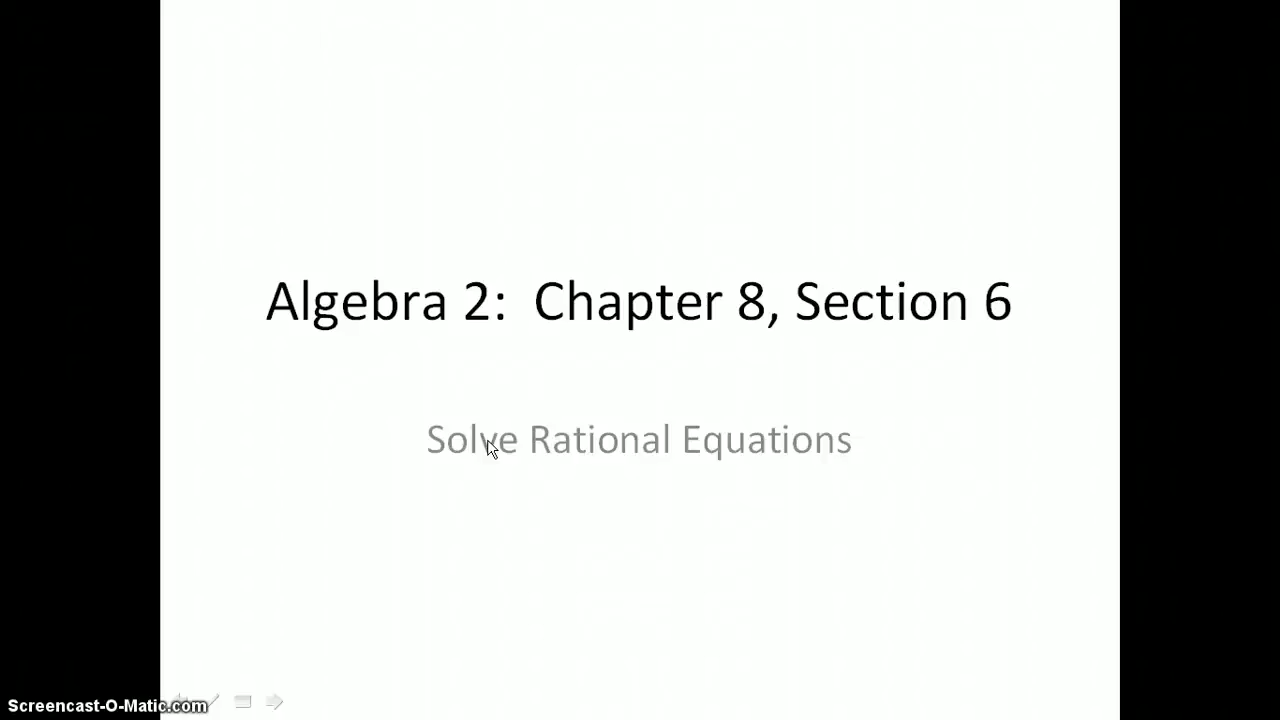 Algebra 2:  Chapter 8, Section 6
Solve Rational Equations
Screencast-O-Matic.com